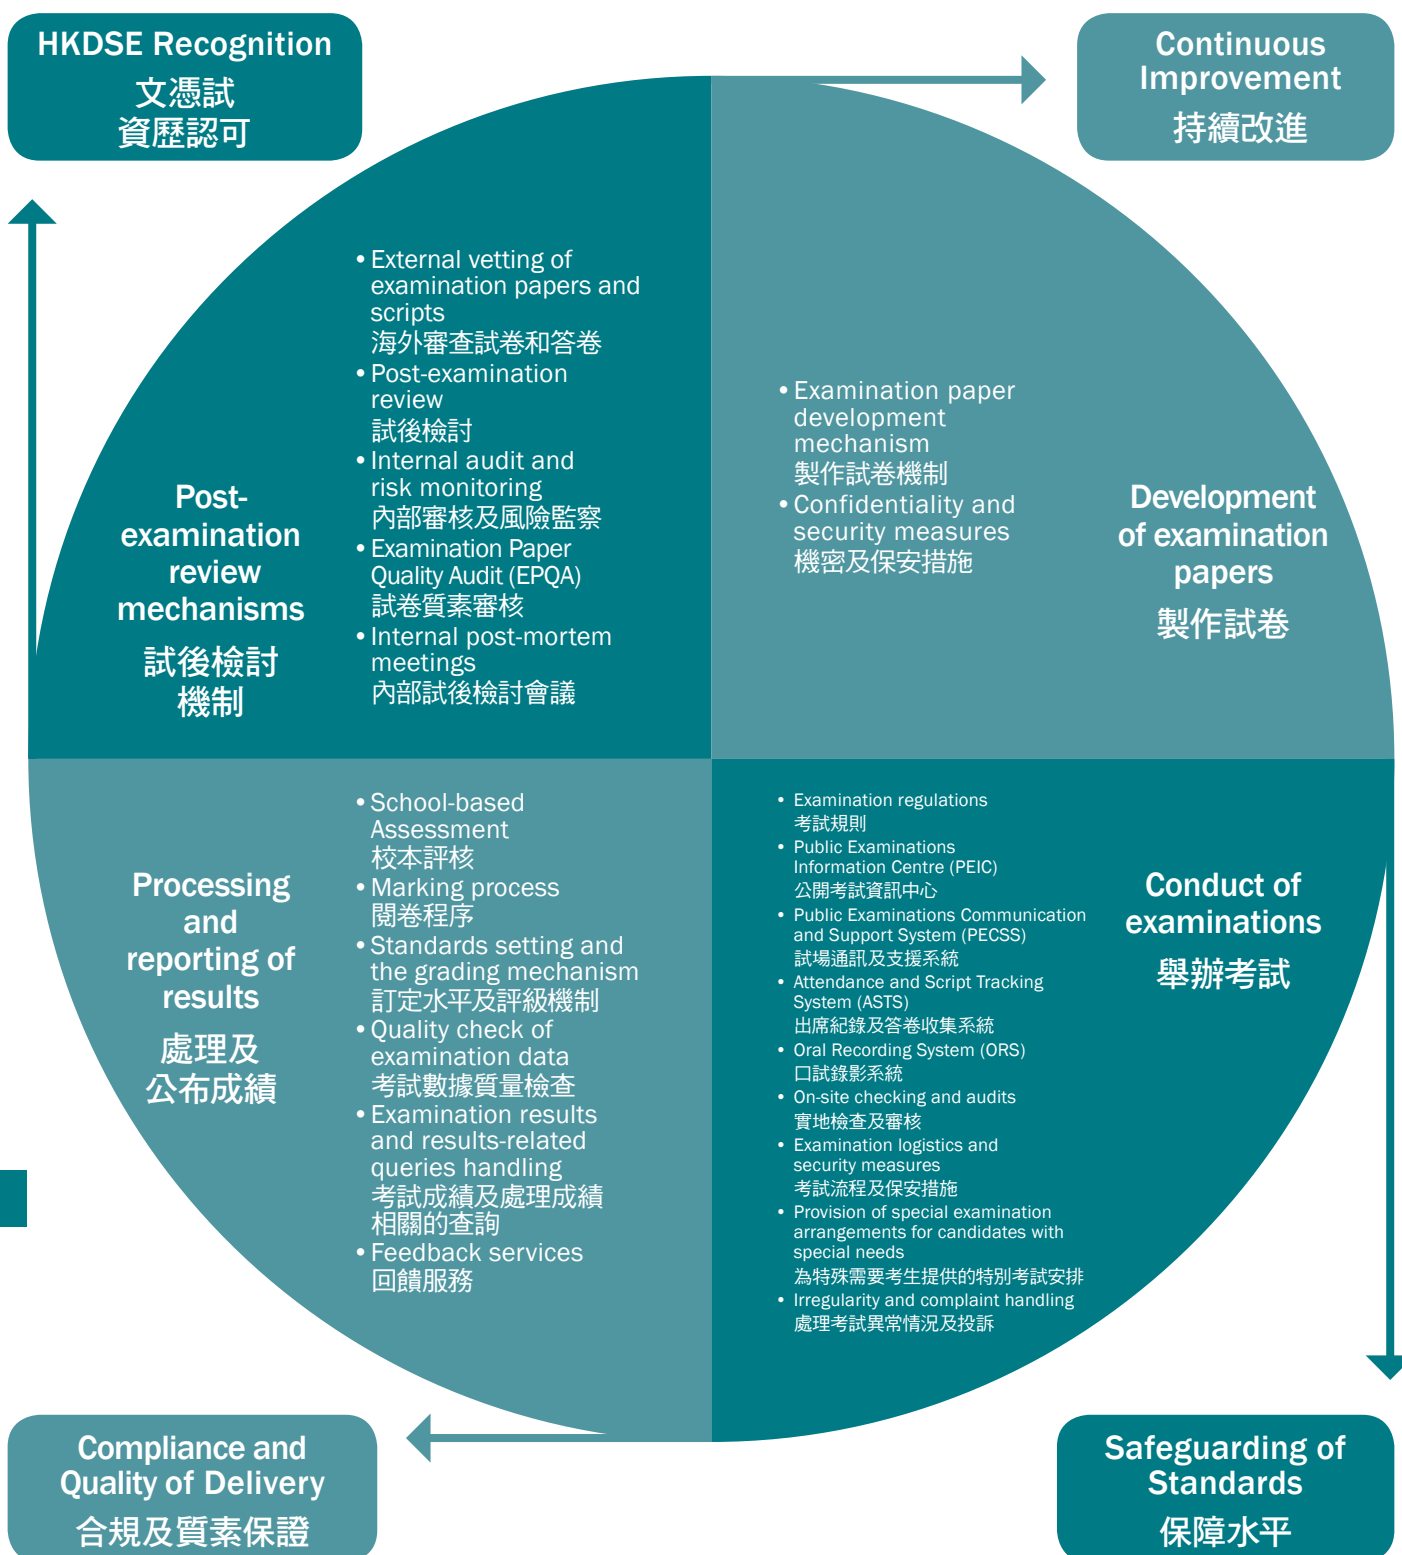 HKDSE Recognition
文憑試
資歷認可
Continuous
Improvement
持續改進
Post-
examination
review
mechanisms
試後檢討
機制
•External vetting of
examination papers and
scripts
海外審查試卷和答卷
•Post-examination
review
試後檢討
•Internal audit and
risk monitoring
內部審核及風險監察
•Examination Paper
Quality Audit (EPQA)
試卷質素審核
•Internal post-mortem
meetings
內部試後檢討會議
•Examination paper
development
mechanism
製作試卷機制
•Confidentiality and
security measures
機密及保安措施
Development
of examination
papers
製作試卷
Processing
and
reporting of
results
處理及
公布成績
•School-based
Assessment
校本評核
•Marking process
閱卷程序
•Standards setting and
the grading mechanism
訂定水平及評級機制
•Quality check of
examination data
考試數據質量檢查
•Examination results
and results-related
queries handling
考試成績及處理成績
相關的查詢
•Feedback services
回饋服務
• Examination regulations
考試規則
• Public Examinations
Information Centre (PEIC)
公開考試資訊中心
• Public Examinations Communication
and Support System (PECSS)
試場通訊及支援系統
• Attendance and Script Tracking
System (ASTS)
出席紀錄及答卷收集系統
• Oral Recording System (ORS)
口試錄影系統
• On-site checking and audits
實地檢查及審核
• Examination logistics and
security measures
考試流程及保安措施
• Provision of special examination
arrangements for candidates with
special needs
為特殊需要考生提供的特別考試安排
• Irregularity and complaint handling
處理考試異常情況及投訴
Conduct of
examinations
舉辦考試
Compliance and
Quality of Delivery
合規及質素保證
Safeguarding of
Standards
保障水平